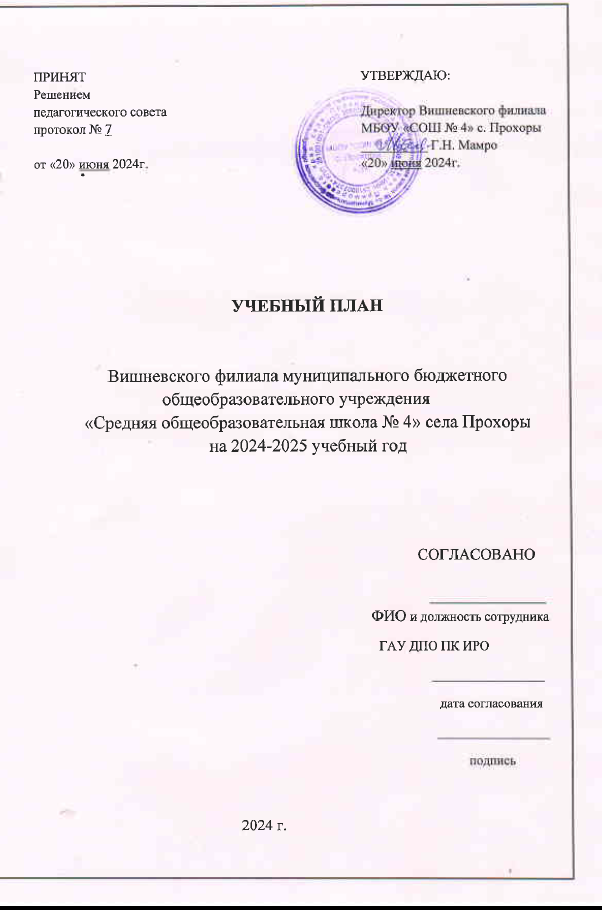 ПРИНЯТ
Решением
педагогического совета
протокол № 7
от «20» июня 2024г.
УТВЕРЖДАЮ:
Директор Вишневского филиала
МБОУ «СОШ № 4» с. Прохоры
Г.Н. Мамро
«20» июня 2024г.
УЧЕБНЫЙ ПЛАН
Вишневского филиала муниципального бюджетного
общеобразовательного учреждения
«Средняя общеобразовательная школа № 4» села Прохоры
на 2024-2025 учебный год
СОГЛАСОВАНО
ФИО и должность сотрудника
ГАУ ДПО ПК ИРО
дата согласования
подпись
2024 г.